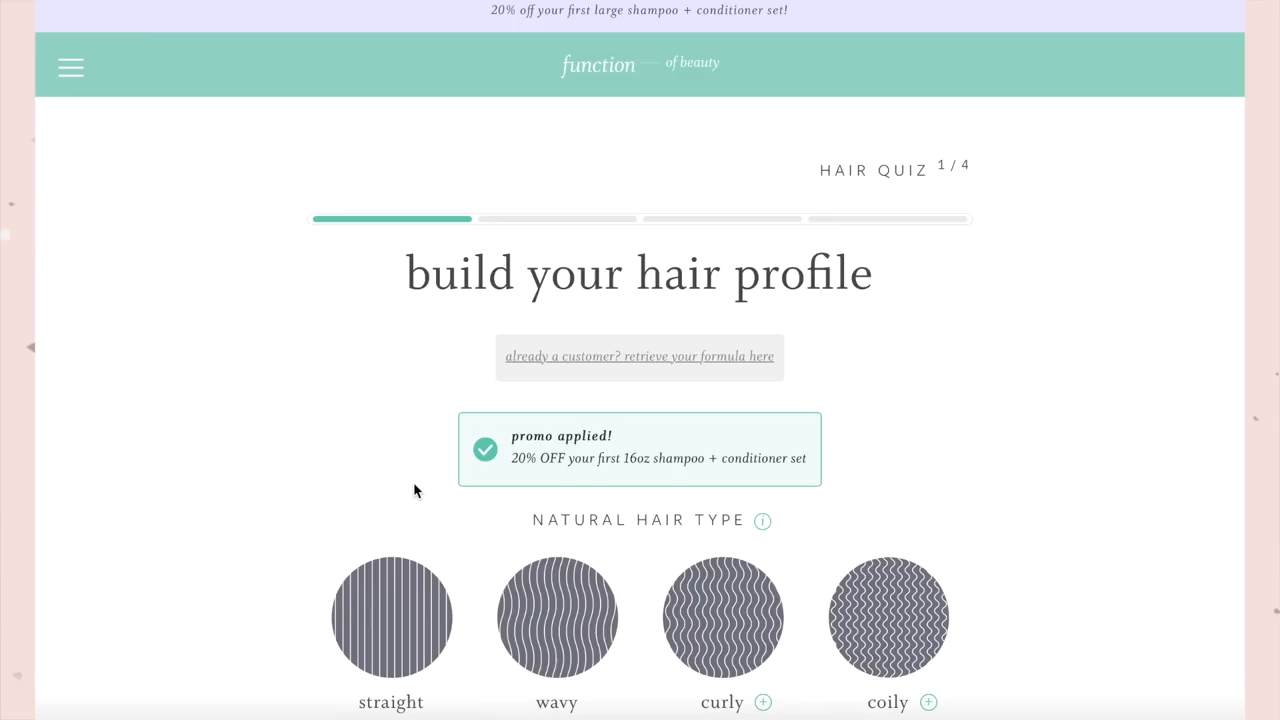 20% off your first large shampoo + conditioner set!
function — of beauty
HAIR QUIZ 1 / 4
build your hair profile
already a customer? retrieve your formula here
promo applied!
20% OFF your first 16oz shampoo + conditioner set
NATURAL HAIR TYPE i
straight wavy curly + coily +